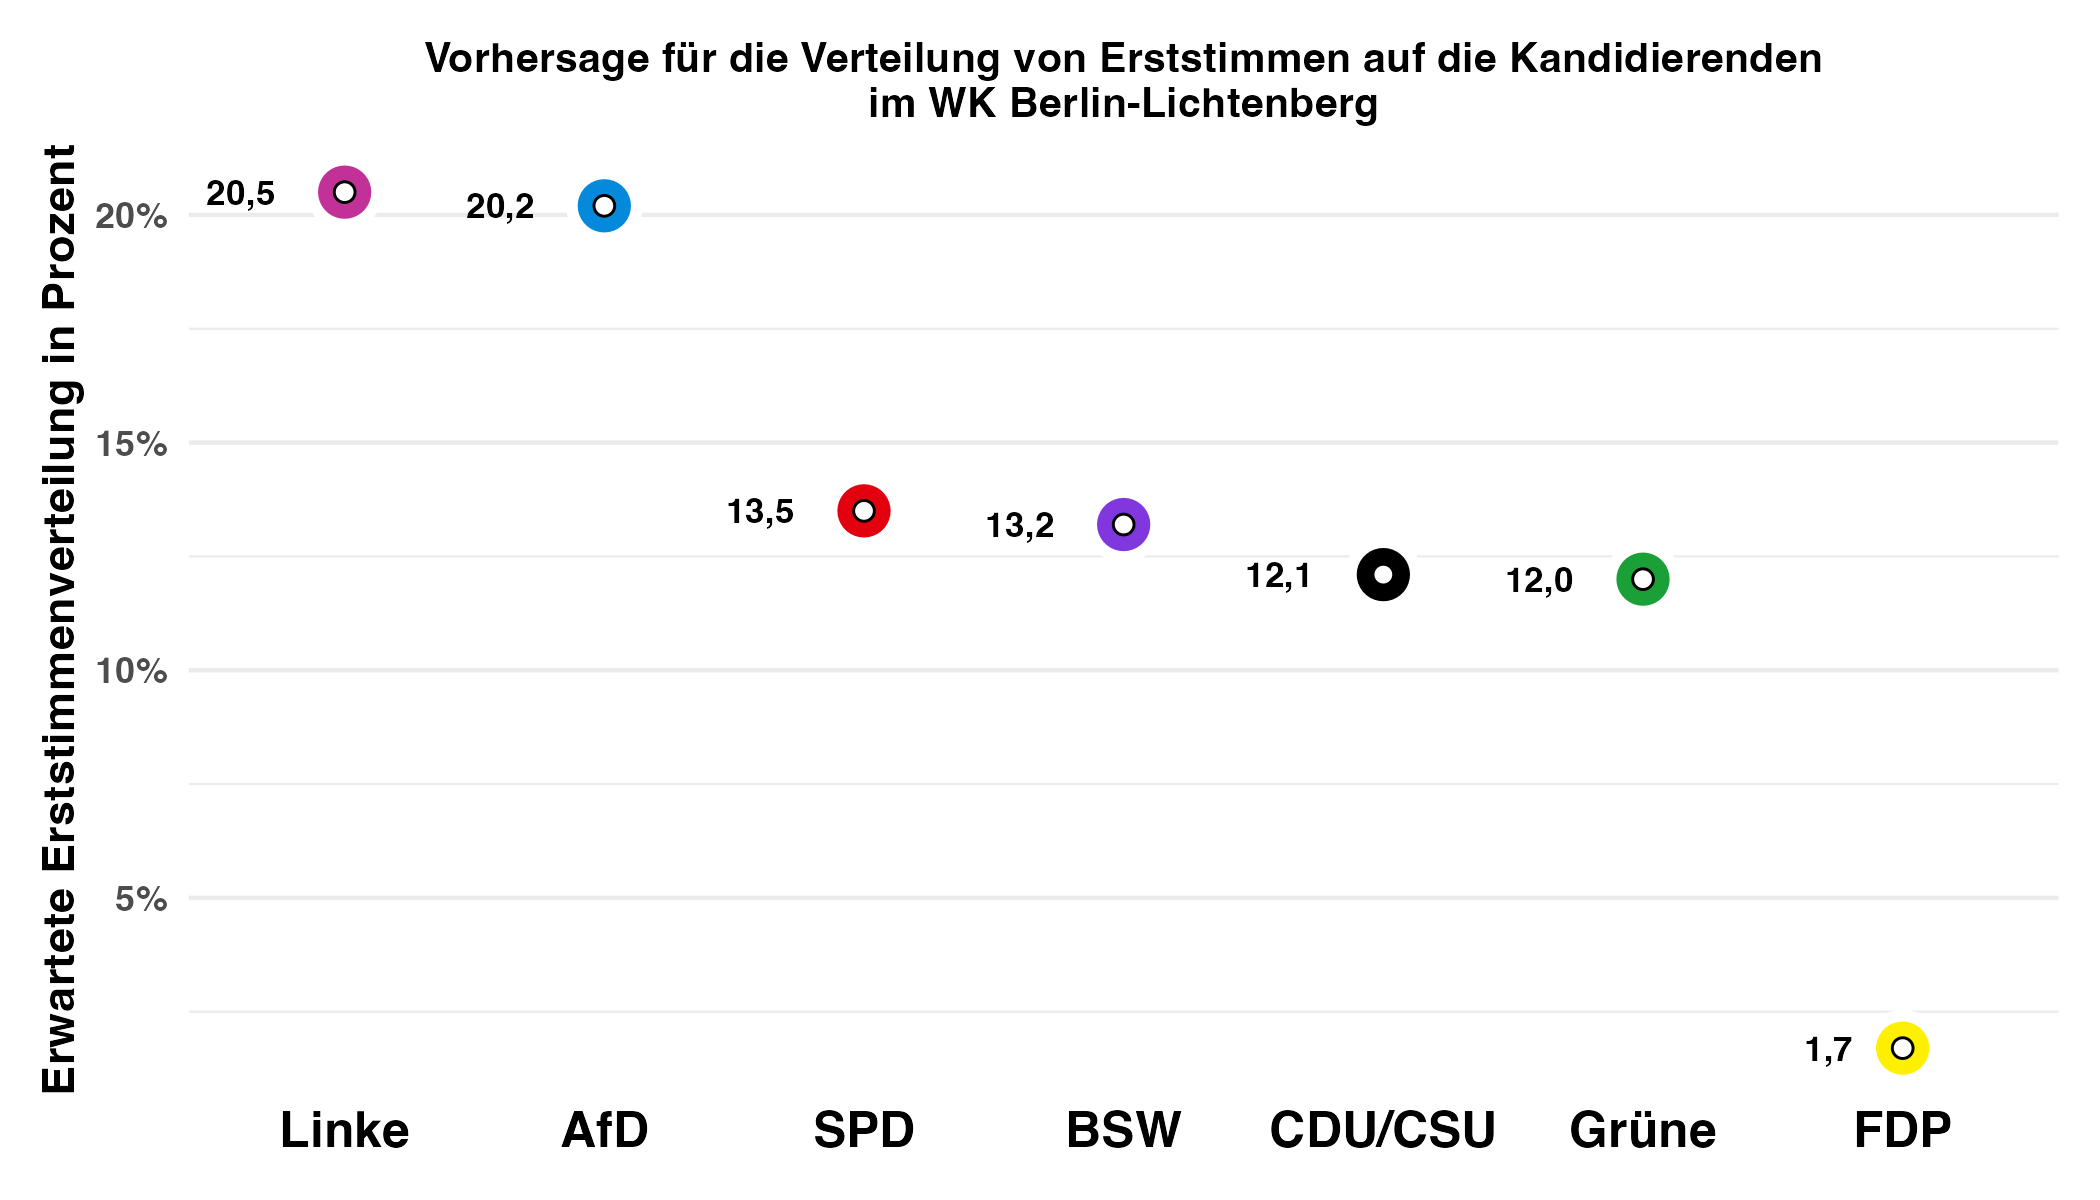 Vorhersage für die Verteilung von Erststimmen auf die Kandidierenden
im WK Berlin-Lichtenberg
Erwartete Erststimmenverteilung in Prozent
20%
15%
10%
5%
20,5
20,2
13,5
13,2
12,1
12,0
1,7
Linke
AfD
SPD
BSW
CDU/CSU
Grüne
FDP